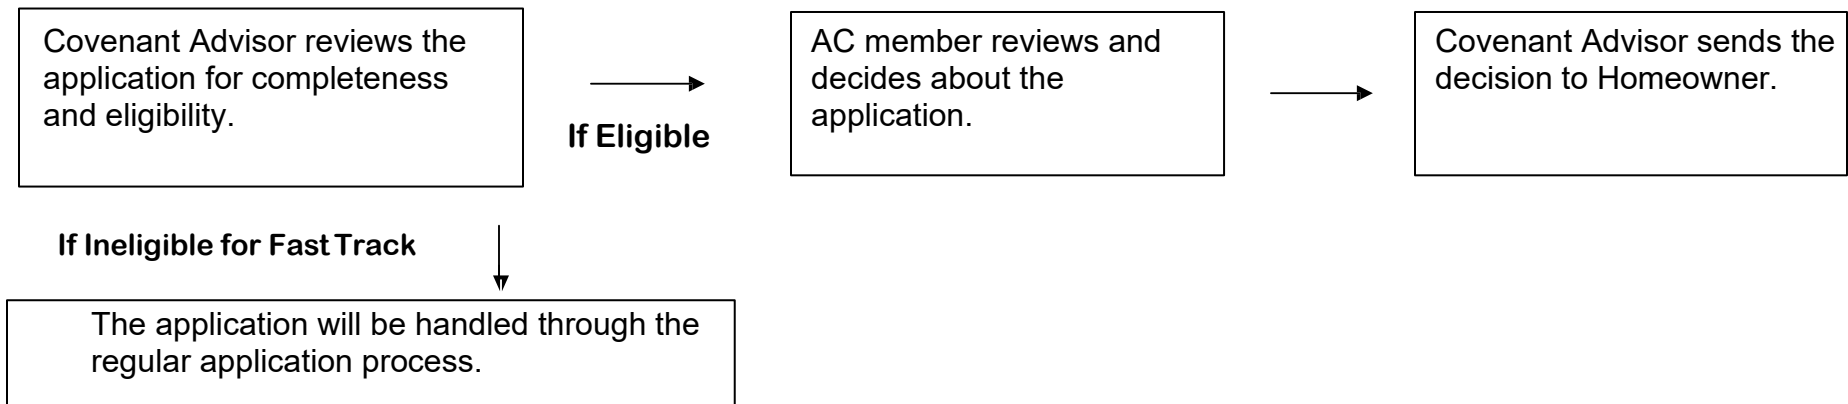 Covenant Advisor reviews the
application for completeness
and eligibility.
If Eligible
AC member reviews and
decides about the
application.
Covenant Advisor sends the
decision to Homeowner.
If Ineligible for Fast Track
The application will be handled through the
regular application process.